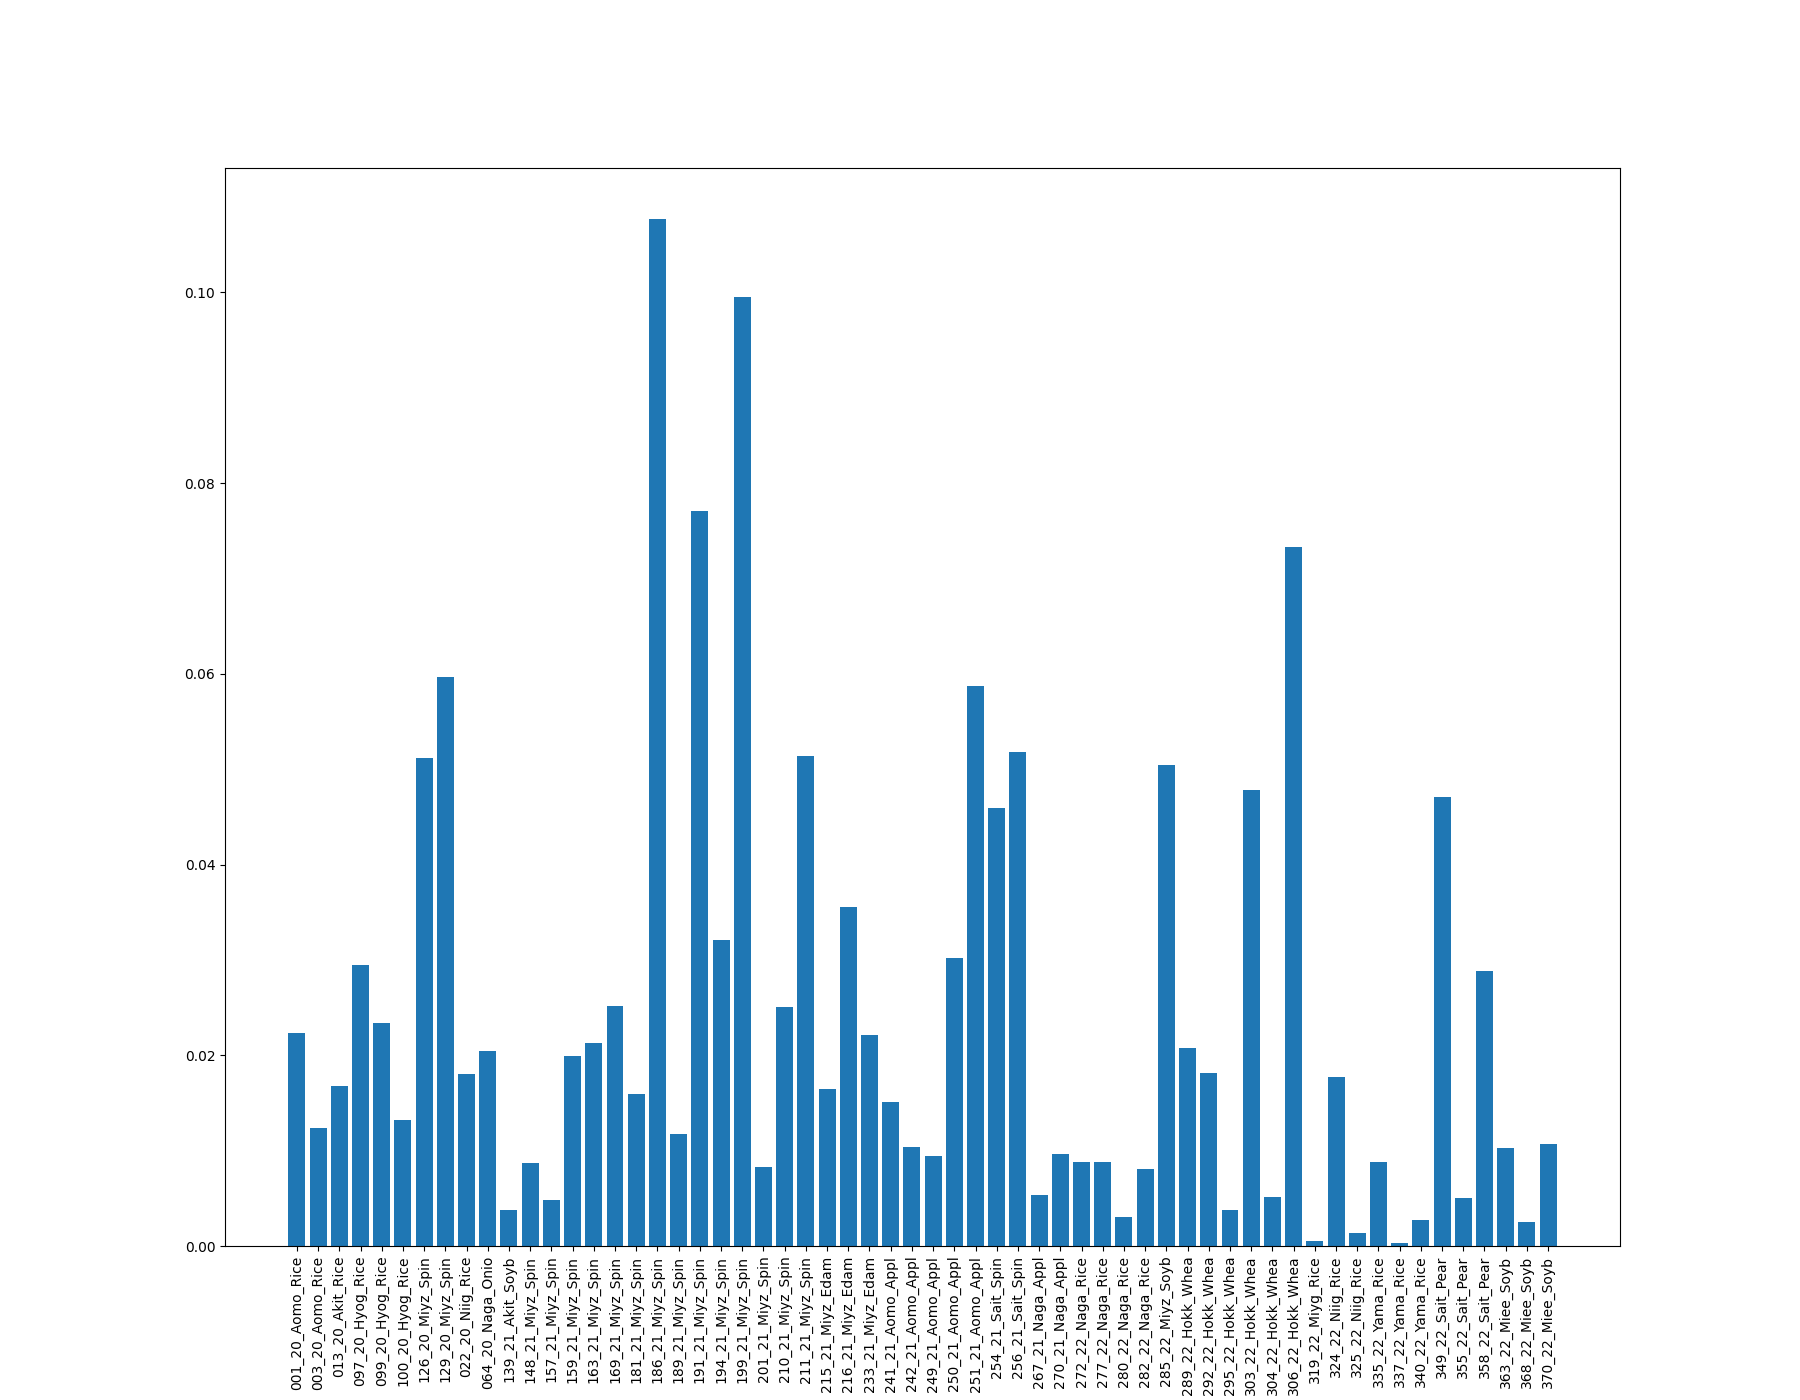 0.10
0.08
0.06
0.04
0.02
0.00
001_20_Aomo_Rice
003_20_Aomo_Rice
013_20_Akit_Rice
097_20_Hyog_Rice
099_20_Hyog_Rice
100_20_Hyog_Rice
126_20_Miyz_Spin
129_20_Miyz_Spin
022_20_Niig_Rice
064_20_Naga_Onio
139_21_Akit_Soyb
148_21_Miyz_Spin
157_21_Miyz_Spin
159_21_Miyz_Spin
163_21_Miyz_Spin
169_21_Miyz_Spin
181_21_Miyz_Spin
186_21_Miyz_Spin
189_21_Miyz_Spin
191_21_Miyz_Spin
194_21_Miyz_Spin
199_21_Miyz_Spin
201_21_Miyz_Spin
210_21_Miyz_Spin
211_21_Miyz_Spin
215_21_Miyz_Edam
216_21_Miyz_Edam
233_21_Miyz_Edam
241_21_Aomo_Appl
242_21_Aomo_Appl
249_21_Aomo_Appl
250_21_Aomo_Appl
251_21_Aomo_Appl
254_21_Sait_Spin
256_21_Sait_Spin
267_21_Naga_Appl
270_21_Naga_Appl
272_22_Naga_Rice
277_22_Naga_Rice
280_22_Naga_Rice
282_22_Naga_Rice
285_22_Miyz_Soyb
289_22_Hokk_Whea
292_22_Hokk_Whea
295_22_Hokk_Whea
303_22_Hokk_Whea
304_22_Hokk_Whea
306_22_Hokk_Whea
319_22_Miyg_Rice
324_22_Niig_Rice
325_22_Niig_Rice
335_22_Yama_Rice
337_22_Yama_Rice
340_22_Yama_Rice
349_22_Sait_Pear
355_22_Sait_Pear
358_22_Sait_Pear
363_22_Miee_Soyb
368_22_Miee_Soyb
370_22_Miee_Soyb